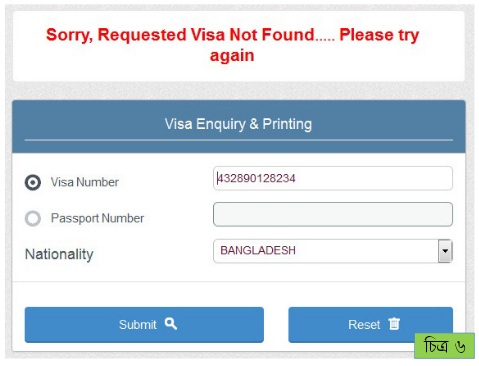 Sorry, Requested Visa Not Found..... Please try
again
Visa Enquiry & Printing
Visa Number
432890128234
Passport Number
Nationality
BANGLADESH
Submit
Reset
চিত্র ৬